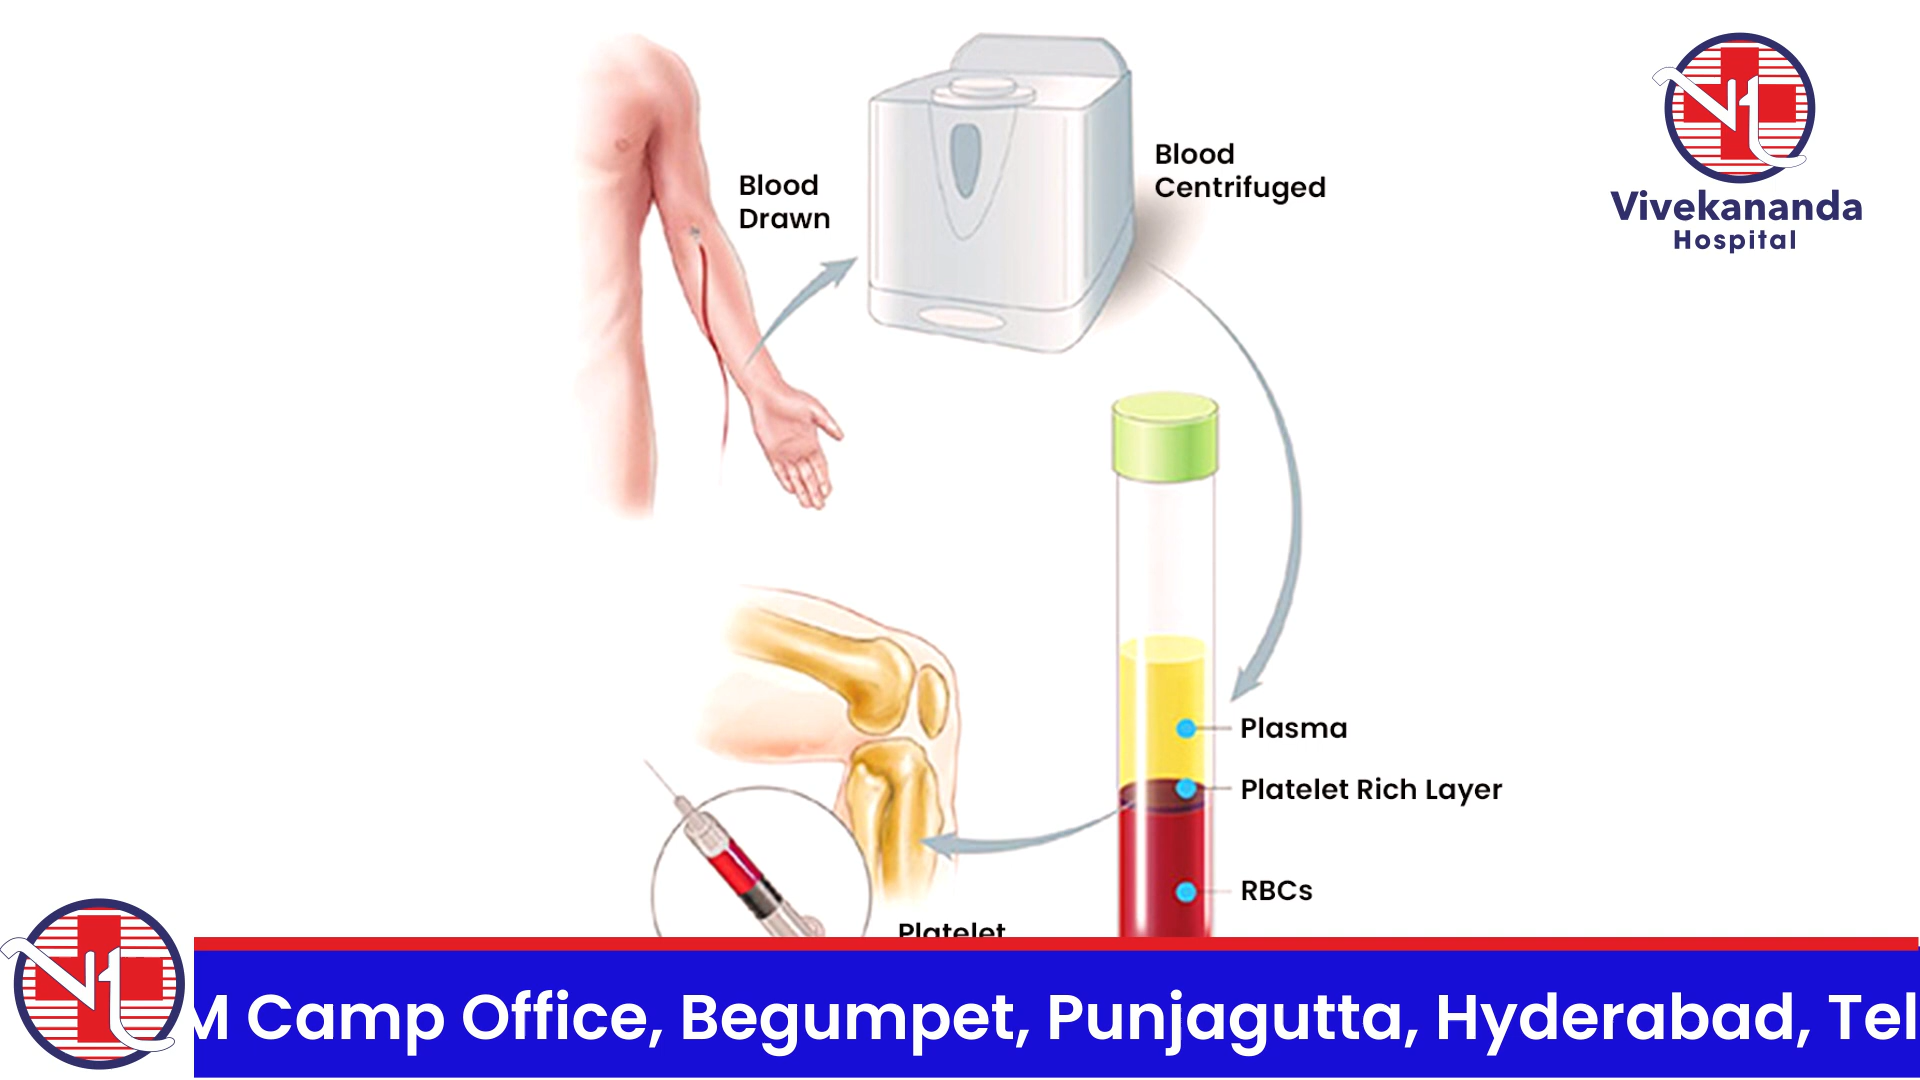 Blood
Drawn
Blood
Centrifuged
Vivekananda
Hospital
Plasma
Platelet Rich Layer
RBCs
Platelet
M Camp Office, Begumpet, Punjagutta, Hyderabad, Tel